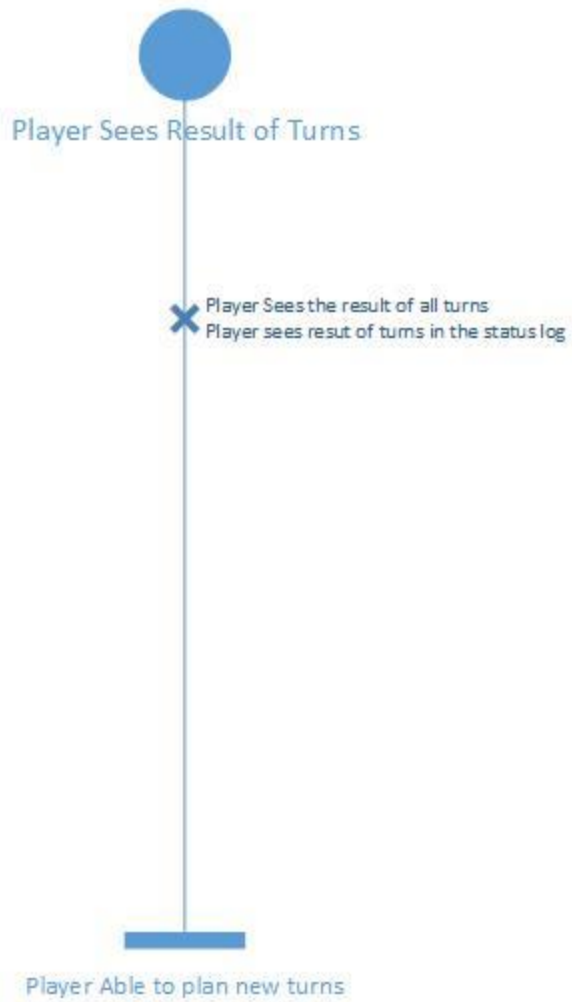 Player Sees Result of Turns
Player Sees the result of all turns
Player sees resut of turns in the status log
Player Able to plan new turns